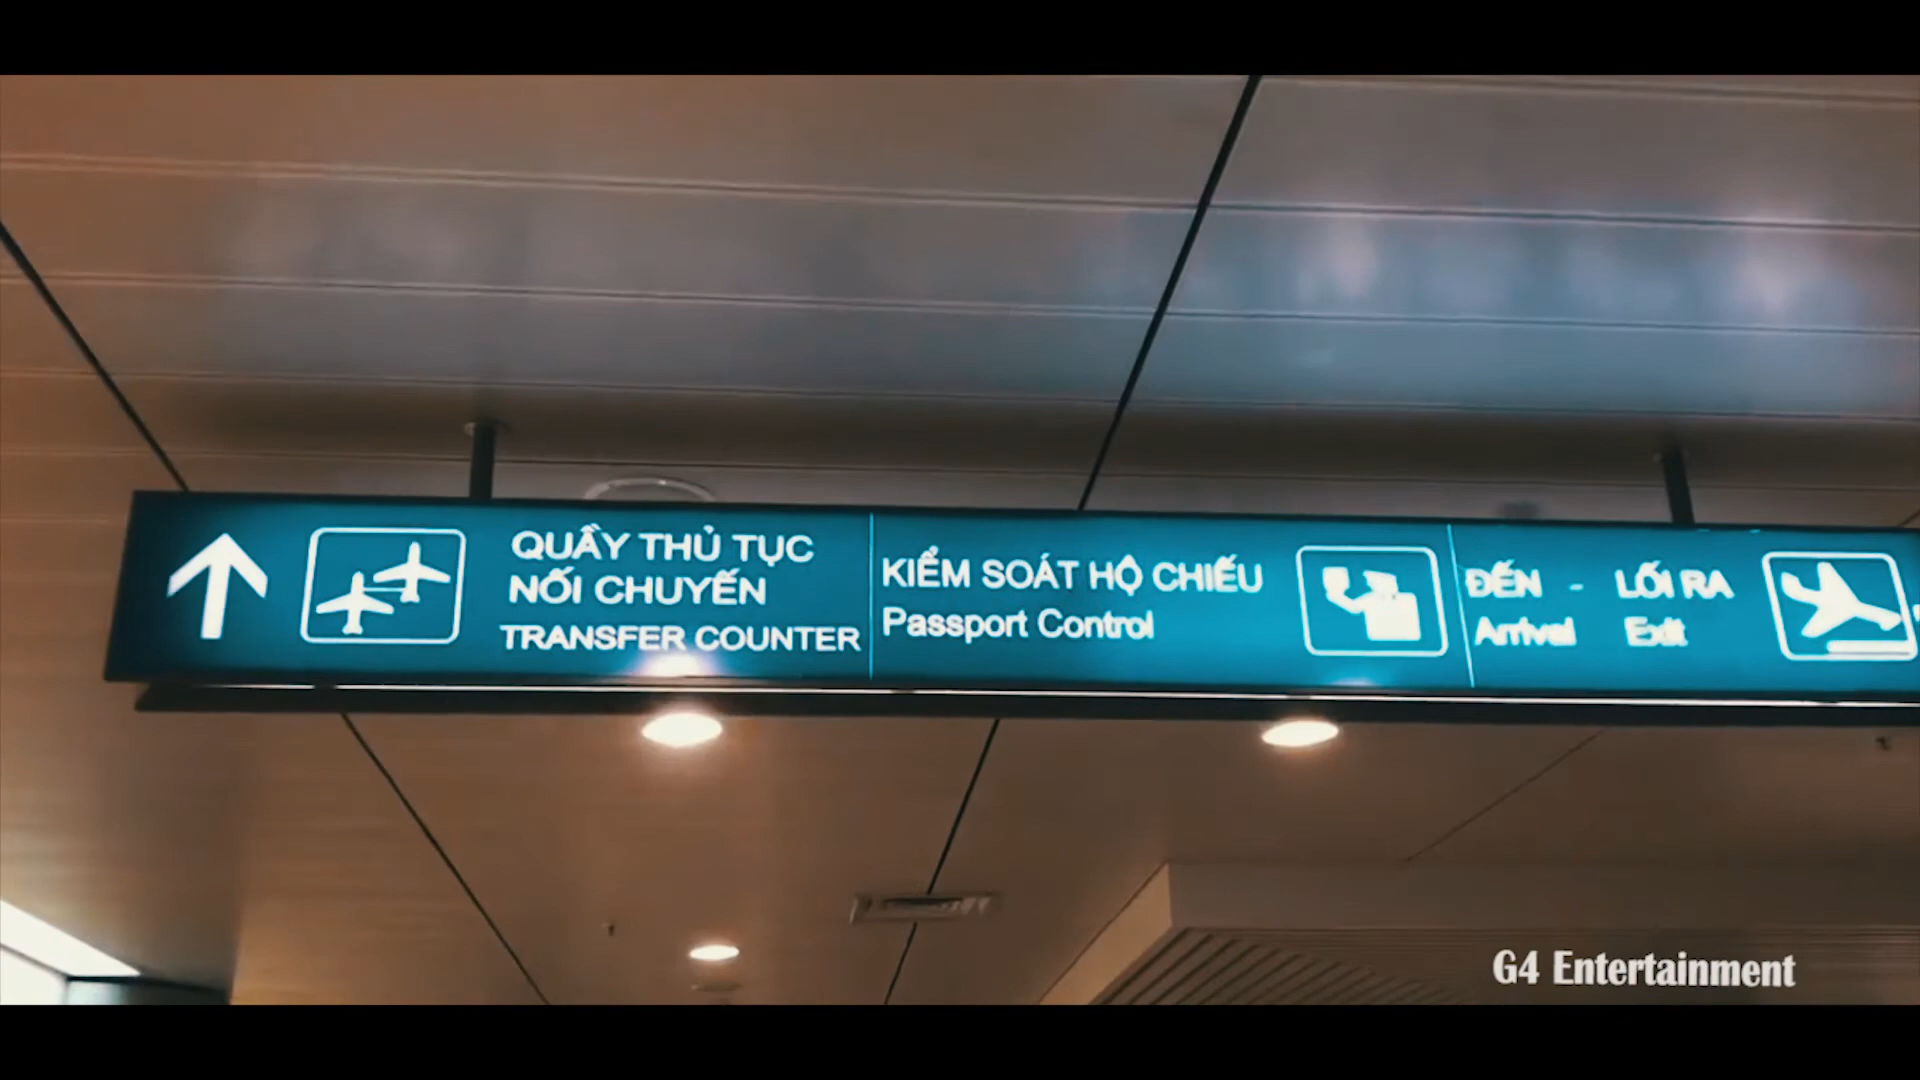 QUẦY THỦ TỤC
NỐI CHUYẾN
TRANSFER COUNTER
KIỂM SOÁT HỘ CHIẾU
Passport Control
ĐẾN - LỐI RA
Arrival Exit
G4 Entertainment